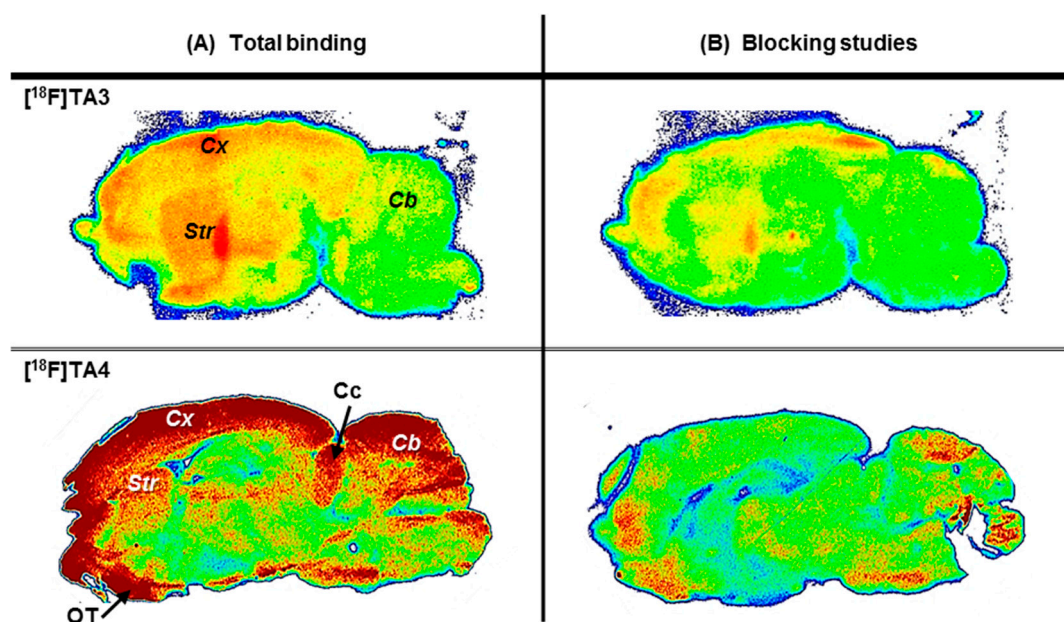 (A) Total binding
(B) Blocking studies
[¹⁸F]TA3
Cx
Cb
Str
[¹⁸F]TA4
Cc
Cx
Cb
Str
OT